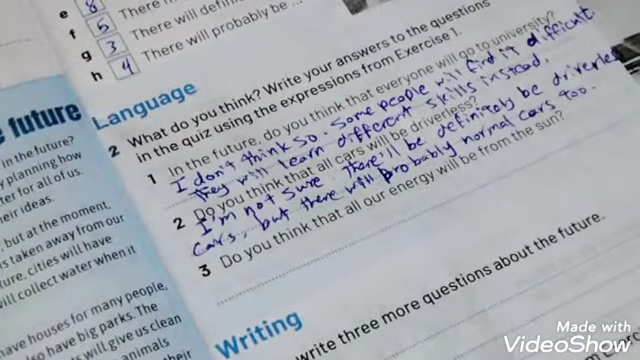 e 8 There
f 5 There will defin
g 3 There will probably be ...
h 4
Language
2 What do you think? Write your answers to the questions
in the quiz using the expressions from Exercise 1.
1 In the future, do you think that everyone will go to university?
I don't think so. Some people will find it difficult
they will learn different skills instead.
2 Do you think that all cars will be driverless?
I'm not sure. There'll be definitely be driverless
cars, but there will probably normal cars too.
3 Do you think that all our energy will be from the sun?
Writing
write three more questions about the future.
e future
in the future?
planning how
ter for all of us.
heir ideas.
, but at the moment,
s taken away from our
ure, cities will have
will collect water when it
have houses for many people,
so have big parks. The
ts will give us clean
animals
their
Made with
VideoShow